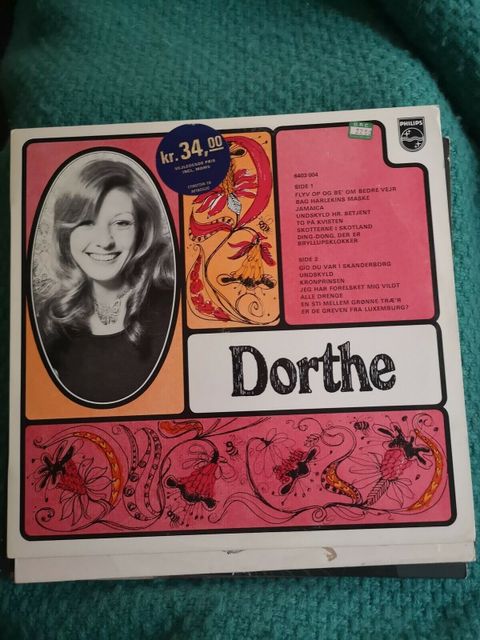 kr. 34,00
VEJLEDENDE PRIS
INCL. MOMS
PHILIPS
6403 004
SIDE 1
FLYV OP OG BE' OM BEDRE VEJR
BAG HARLEKINS MASKE
JAMAICA
UNDSKYLD HR. BETJENT
TO PÅ KVISTEN
SKOTTERNE I SKOTLAND
DING-DONG, DER ER
BRYLLUPSKLOKKER
SIDE 2
GID DU VAR I SKANDERBORG
UNDSKYLD
KRONPRINSEN
JEG HAR FORELSKET MIG VILDT
ALLE DRENGE
EN STI MELLEM GRØNNE TRÆ'R
ER DE GREVEN FRA LUXEMBURG?
Dorthe